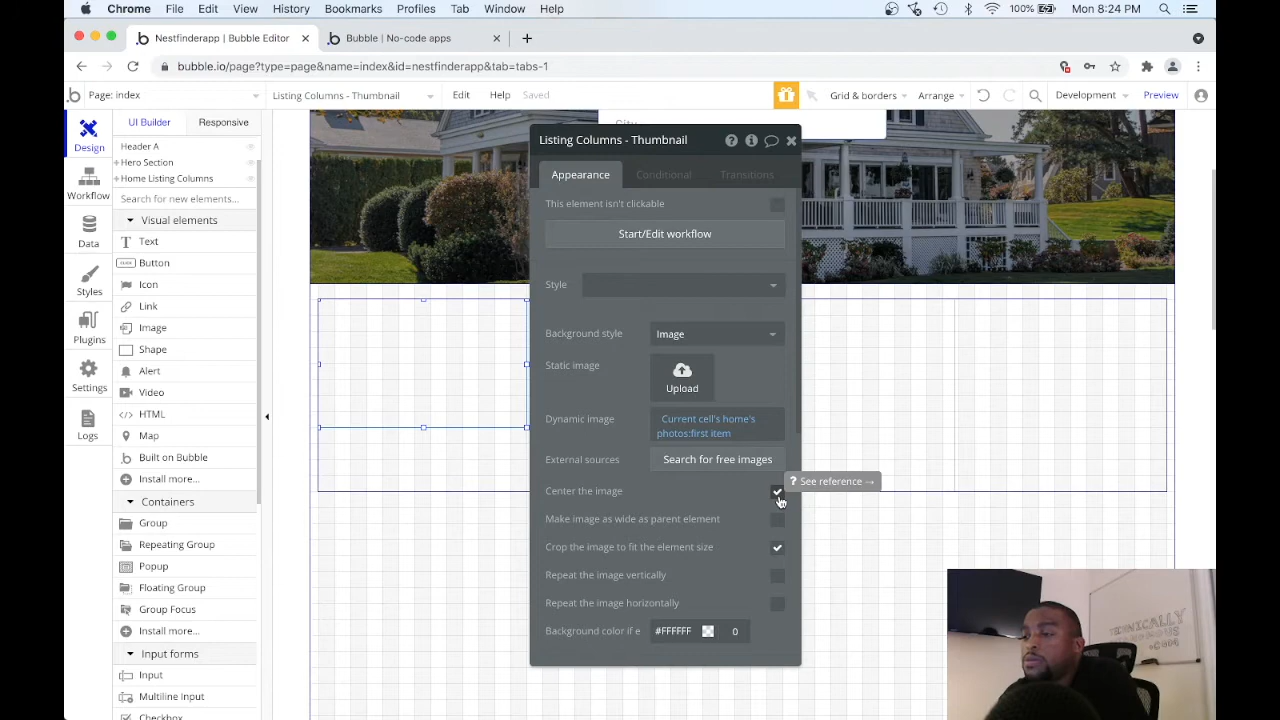 Chrome File Edit View History Bookmarks Profiles Tab Window Help 100% Mon 8:24 PM
Nestfinderapp | Bubble Editor Bubble | No-code apps
bubble.io/page?type=page&name=index&id=nestfinderapp&tab=tabs-1
Page: index Listing Columns - Thumbnail Edit Help Saved Grid & borders Arrange Development Preview
Design
Workflow
Data
Styles
Plugins
Settings
Logs
UI Builder Responsive
Header A
Hero Section
Home Listing Columns
Search for new elements...
Visual elements
Text
Button
Icon
Link
Image
Shape
Alert
Video
</> HTML
Map
Built on Bubble
Install more...
Containers
Group
Repeating Group
Popup
Floating Group
Group Focus
Install more...
Input forms
Input
Multiline Input
Checkbox
City
Listing Columns - Thumbnail
Appearance Conditional Transitions
This element isn't clickable
Start/Edit workflow
Style
Background style Image
Static image Upload
Dynamic image Current cell's home's
photos:first item
External sources Search for free images
Center the image
? See reference →
Make image as wide as parent element
Crop the image to fit the element size
Repeat the image vertically
Repeat the image horizontally
Background color if e #FFFFFF 0
TECHNICALLY